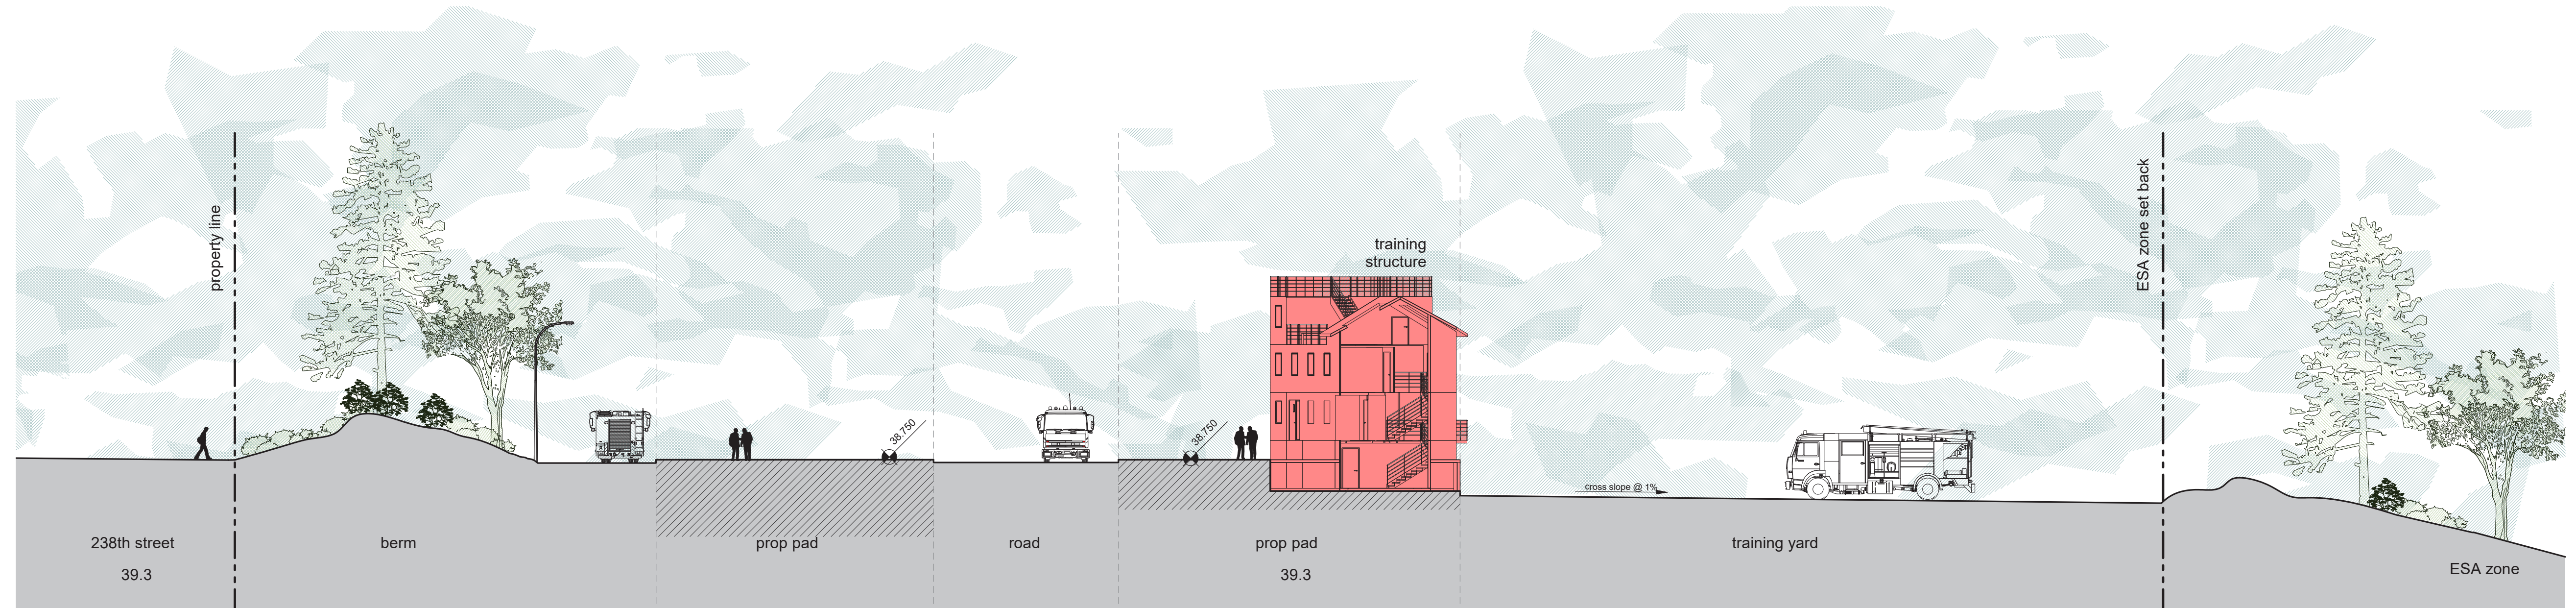 property line
ESA zone set back
training
structure
38.750
38.750
cross slope @ 1%
238th street
berm
prop pad
road
prop pad
training yard
ESA zone
39.3
39.3